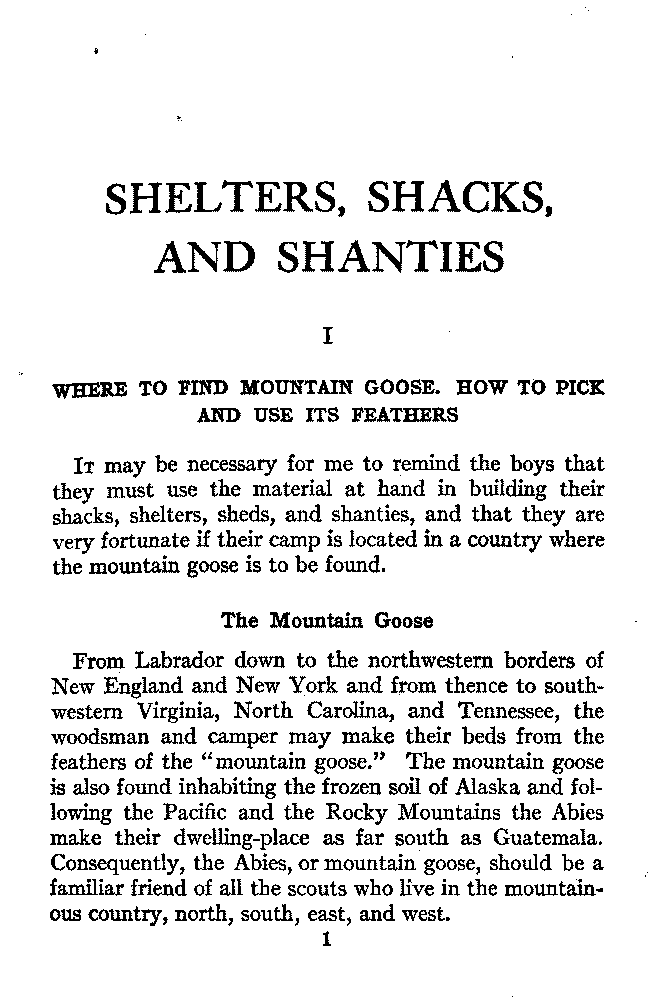 SHELTERS, SHACKS,
AND SHANTIES
I
WHERE TO FIND MOUNTAIN GOOSE. HOW TO PICK
AND USE ITS FEATHERS
It may be necessary for me to remind the boys that
they must use the material at hand in building their
shacks, shelters, sheds, and shanties, and that they are
very fortunate if their camp is located in a country where
the mountain goose is to be found.
The Mountain Goose
From Labrador down to the northwestern borders of
New England and New York and from thence to south-
western Virginia, North Carolina, and Tennessee, the
woodsman and camper may make their beds from the
feathers of the "mountain goose." The mountain goose
is also found inhabiting the frozen soil of Alaska and fol-
lowing the Pacific and the Rocky Mountains the Abies
make their dwelling-place as far south as Guatemala.
Consequently, the Abies, or mountain goose, should be a
familiar friend of all the scouts who live in the mountain-
ous country, north, south, east, and west.
1